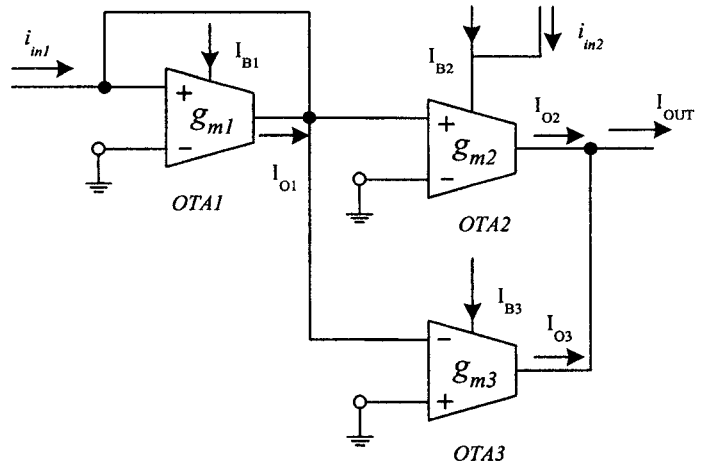 i_in1
I_B1
+
g_m1
−
I_O1
OTA1
I_B2
i_in2
+
g_m2
−
I_O2
I_OUT
OTA2
I_B3
−
g_m3
+
I_O3
OTA3